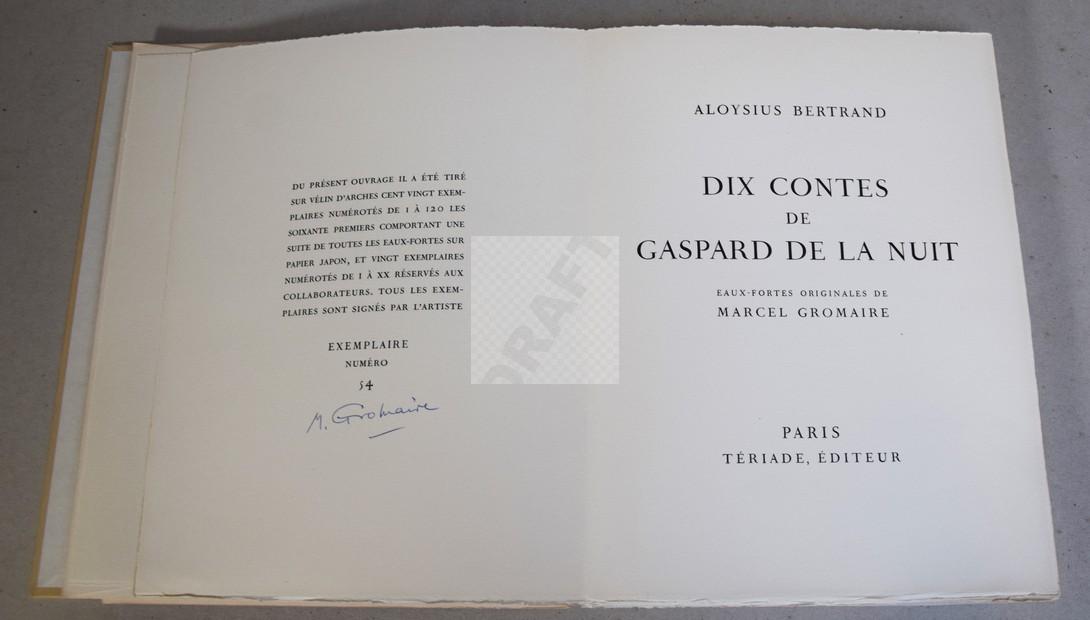 DU PRÉSENT OUVRAGE IL A ÉTÉ TIRÉ
SUR VÉLIN D'ARCHES CENT VINGT EXEM-
PLAIRES NUMÉROTÉS DE 1 À 120 LES
SOIXANTE PREMIERS COMPORTANT UNE
SUITE DE TOUTES LES EAUX-FORTES SUR
PAPIER JAPON, ET VINGT EXEMPLAIRES
NUMÉROTÉS DE I À XX RÉSERVÉS AUX
COLLABORATEURS. TOUS LES EXEM-
PLAIRES SONT SIGNÉS PAR L'ARTISTE
EXEMPLAIRE
NUMÉRO
54
M. Gromaire
DRAFT
ALOYSIUS BERTRAND
DIX CONTES
DE
GASPARD DE LA NUIT
EAUX-FORTES ORIGINALES DE
MARCEL GROMAIRE
PARIS
TÉRIADE, ÉDITEUR